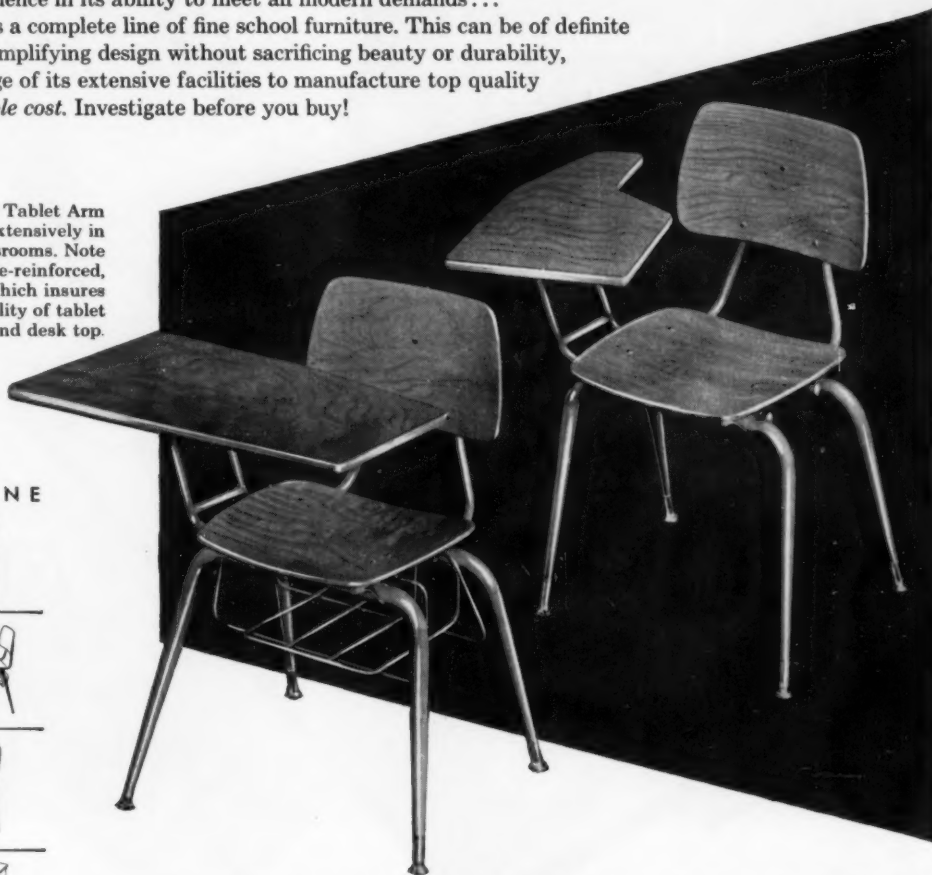 in its ability to meet all modern demands...
s a complete line of fine school furniture. This can be of definite
mplifying design without sacrificing beauty or durability,
ge of its extensive facilities to manufacture top quality
le cost. Investigate before you buy!
Tablet Arm
xtensively in
srooms. Note
e-reinforced,
hich insures
lity of tablet
nd desk top.
N E